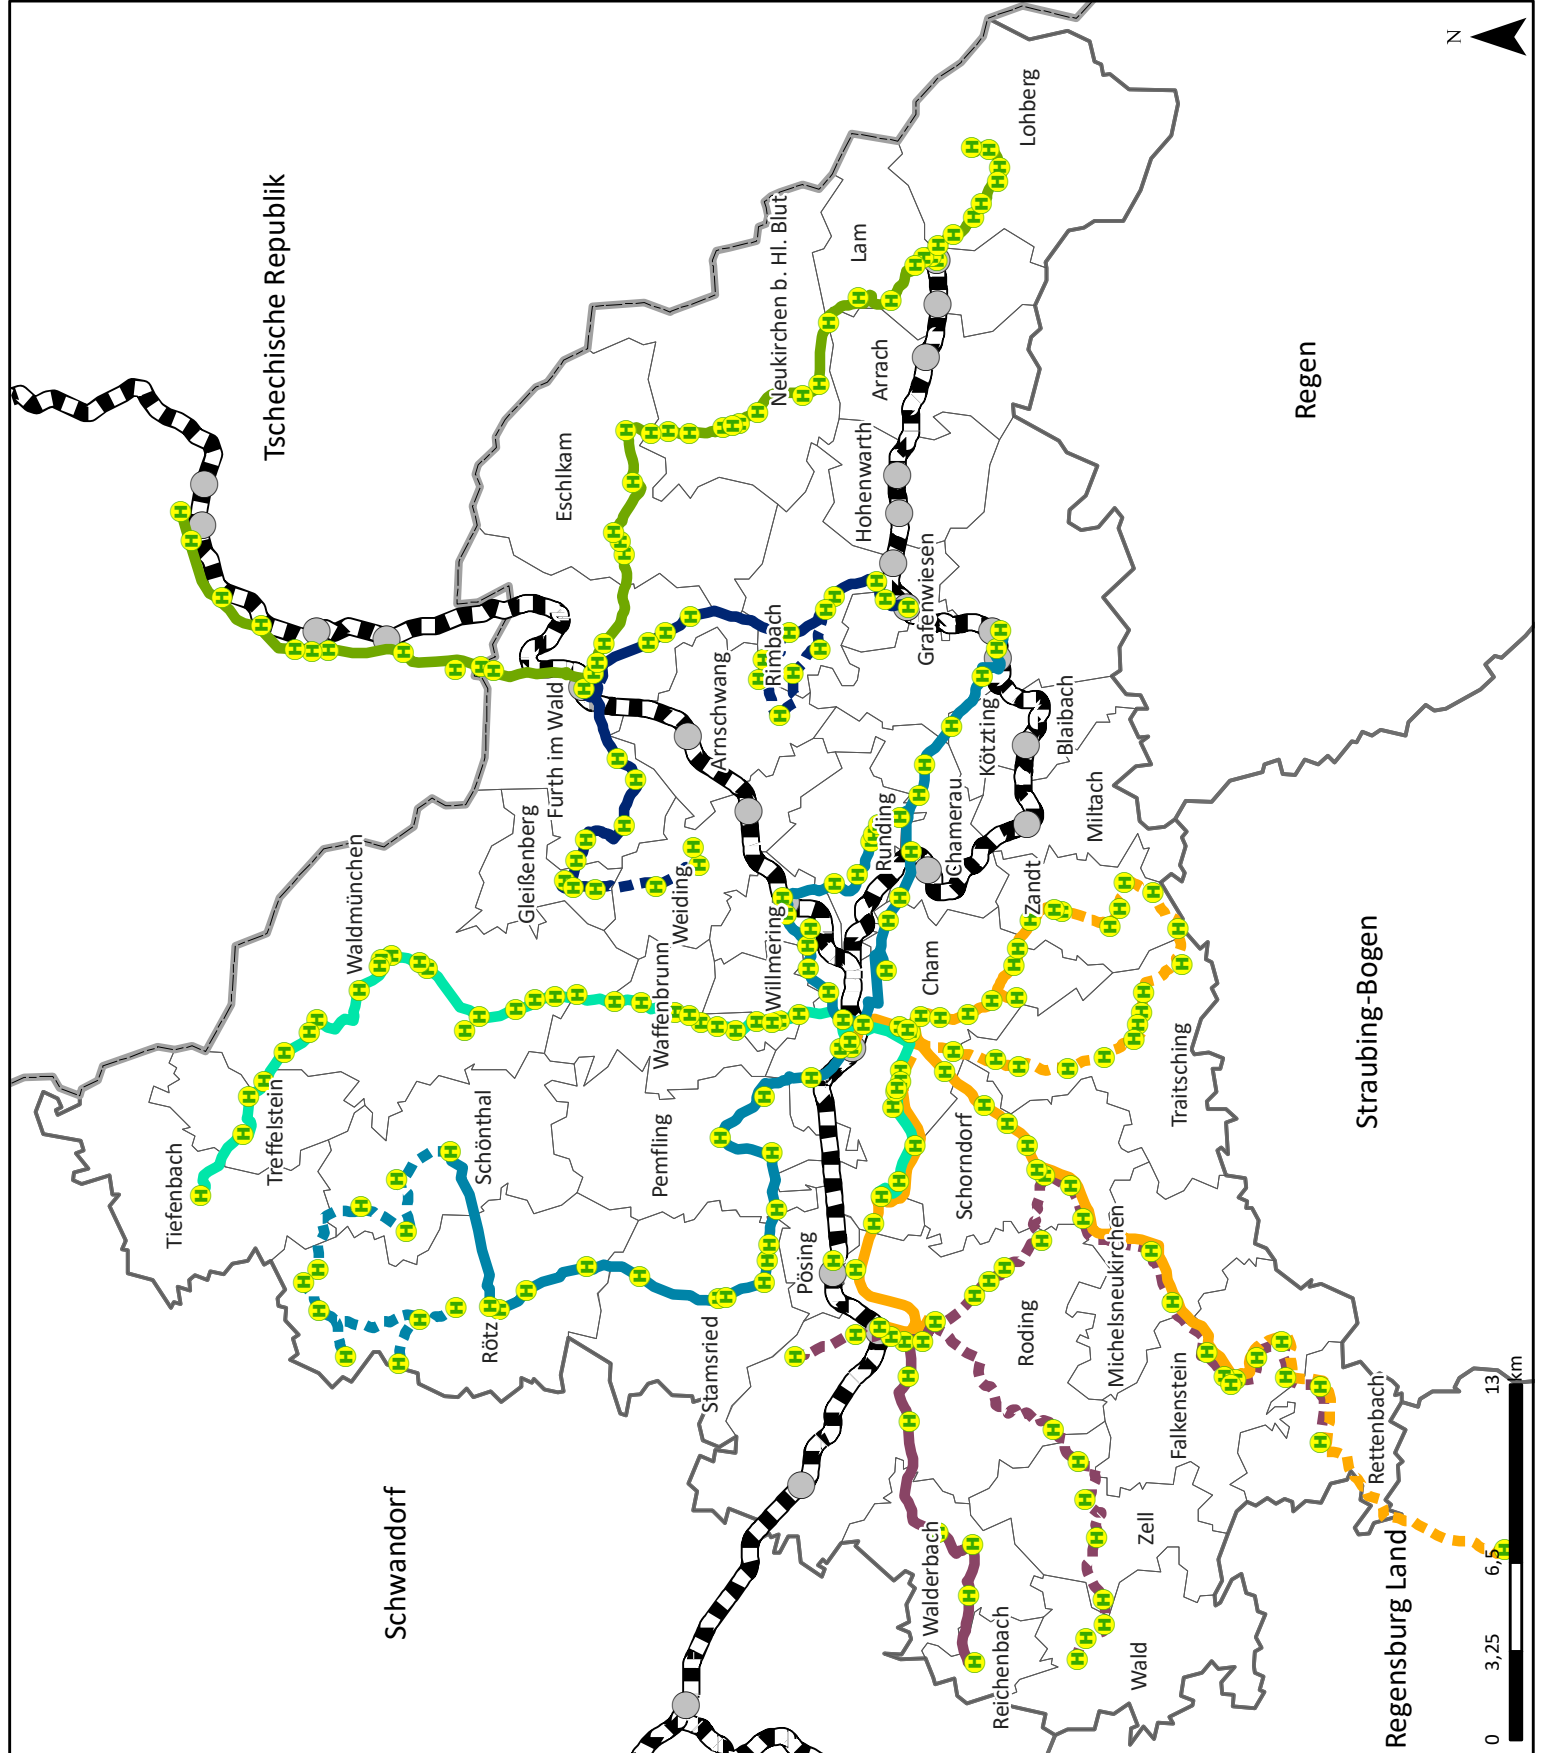 Tschechische Republik
Schwandorf
Regen
Straubing-Bogen
Regensburg Land
Tiefenbach
Treffelstein
Waldmünchen
Schönthal
Rötz
Gleißenberg
Furth im Wald
Eschlkam
Neukirchen b. Hl. Blut
Lam
Lohberg
Arrach
Hohenwarth
Grafenwiesen
Rimbach
Arnschwang
Weiding
Waffenbrunn
Willmering
Pemfling
Stamsried
Pösing
Runding
Chamerau
Kötzting
Blaibach
Miltach
Zandt
Cham
Traitsching
Schorndorf
Michelsneukirchen
Roding
Falkenstein
Rettenbach
Zell
Wald
Walderbach
Reichenbach
N
0 3,25 6,5 13
km